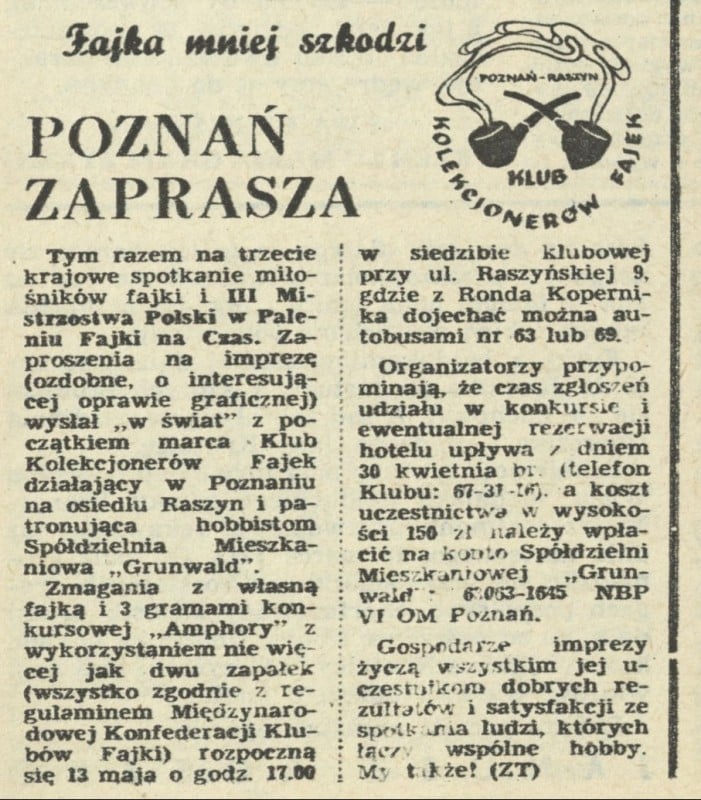 Fajka mniej szkodzi
POZNAŃ
ZAPRASZA
POZNAŃ-RASZYN
KLUB
KOLEKCJONERÓW FAJEK
Tym razem na trzecie
krajowe spotkanie miło-
śników fajki i III Mi-
strzostwa Polski w Pale-
niu Fajki na Czas. Za-
proszenia na imprezę
(ozdobne, o interesują-
cej oprawie graficznej)
wysłał „w świat” z po-
czątkiem marca Klub
Kolekcjonerów Fajek
działający w Poznaniu
na osiedlu Raszyn i pa-
tronująca hobbistom
Spółdzielnia Mieszka-
niowa „Grunwald”.
Zmagania z własną
fajką i 3 gramami kon-
kursowej „Amphory” z
wykorzystaniem nie wię-
cej jak dwu zapałek
(wszystko zgodnie z re-
gulaminem Międzynaro-
dowej Konfederacji Klu-
bów Fajki) rozpoczną
się 13 maja o godz. 17.00
w siedzibie klubowej
przy ul. Raszyńskiej 9,
gdzie z Ronda Koperni-
ka dojechać można au-
tobusami nr 63 lub 69.
Organizatorzy przypo-
minają, że czas zgłoszeń
udziału w konkursie i
ewentualnej rezerwacji
hotelu upływa z dniem
30 kwietnia br. (telefon
Klubu: 67-31-16). a koszt
uczestnictwa w wysoko-
ści 150 zł należy wpła-
cić na konto Spółdzielni
Mieszkaniowej „Grun-
wald” NBP
VI OM Poznań.
Gospodarze imprezy
życzą wszystkim jej u-
czestnikom dobrych re-
zultatów i satysfakcji ze
spotkania ludzi, których
łączy wspólne hobby.
My także! (ZT)